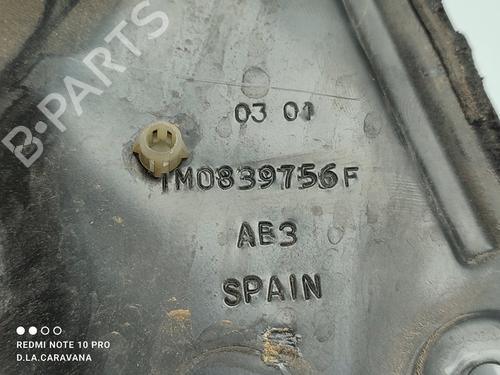 B-PARTS
03 01
1M0839756F
AE3
SPAIN
REDMI NOTE 10 PRO
D.LA.CARAVANA